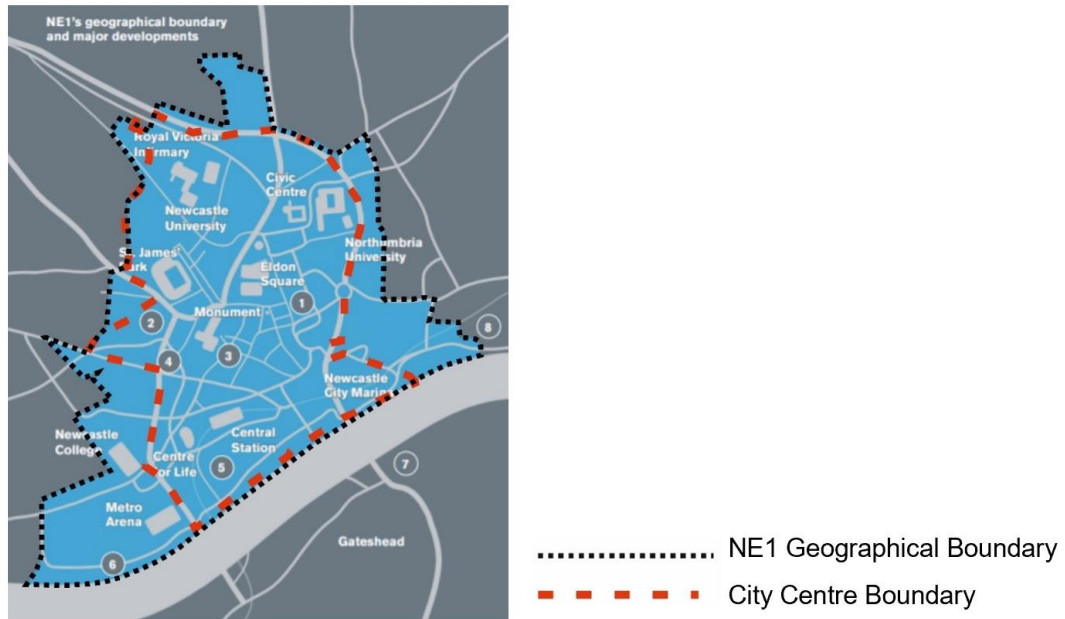 NE1's geographical boundary
and major developments
Royal Victoria
Infirmary
Civic
Centre
Newcastle
University
Northumbria
University
St. James'
Park
Eldon
Square
1
Monument
2
8
3
4
Newcastle
City Marina
Newcastle
College
Central
Station
Centre
for Life
5
7
Metro
Arena
Gateshead
6
NE1 Geographical Boundary
City Centre Boundary